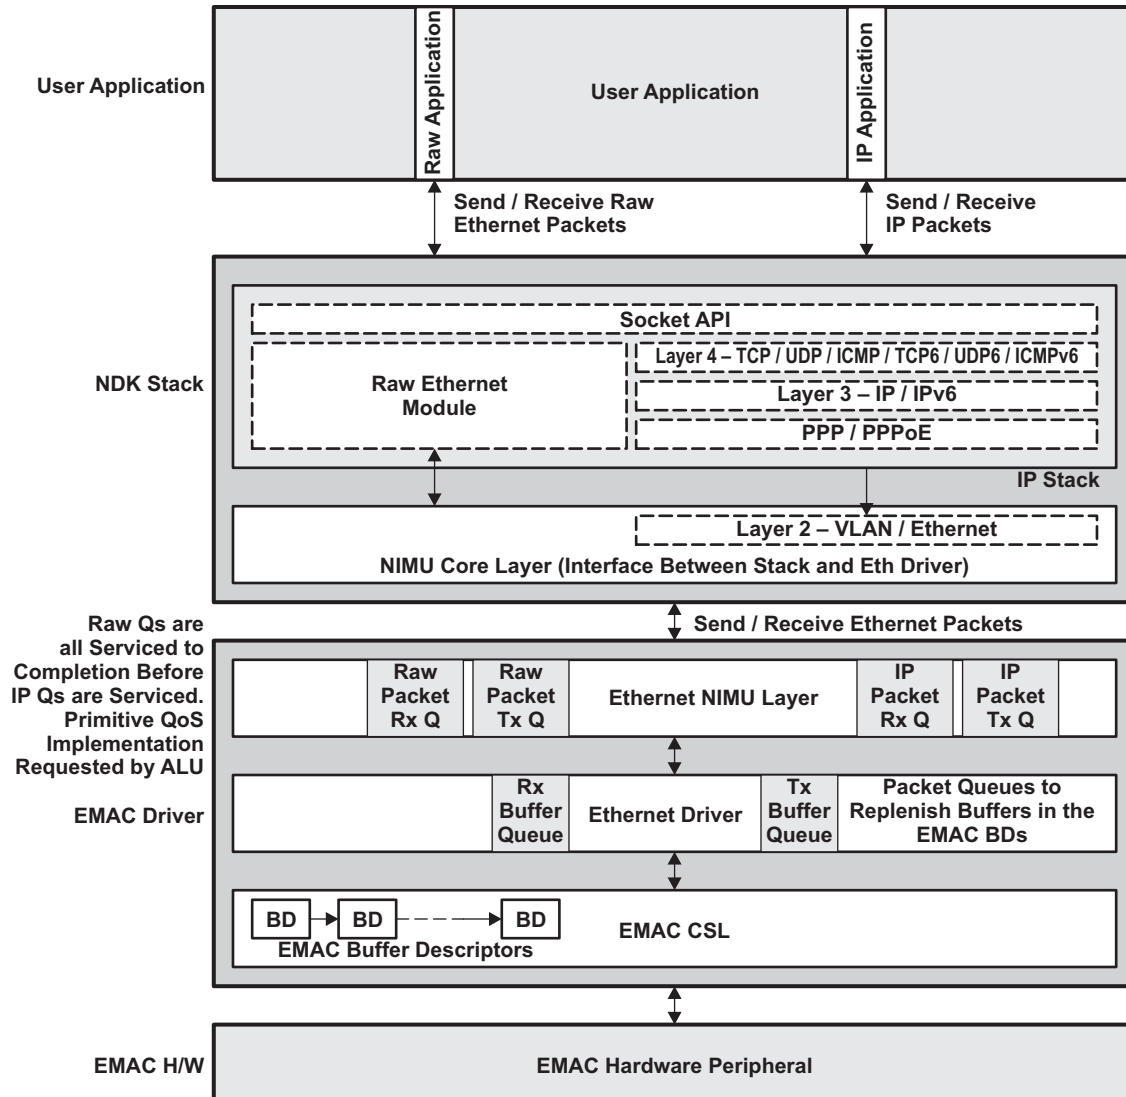 User Application
Raw Application
User Application
IP Application
Send / Receive Raw
Ethernet Packets
Send / Receive
IP Packets
NDK Stack
Socket API
Raw Ethernet
Module
Layer 4 – TCP / UDP / ICMP / TCP6 / UDP6 / ICMPv6
Layer 3 – IP / IPv6
PPP / PPPoE
IP Stack
Layer 2 – VLAN / Ethernet
NIMU Core Layer (Interface Between Stack and Eth Driver)
Send / Receive Ethernet Packets
Raw Qs are
all Serviced to
Completion Before
IP Qs are Serviced.
Primitive QoS
Implementation
Requested by ALU
Raw
Packet
Rx Q
Raw
Packet
Tx Q
Ethernet NIMU Layer
IP
Packet
Rx Q
IP
Packet
Tx Q
EMAC Driver
Rx
Buffer
Queue
Ethernet Driver
Tx
Buffer
Queue
Packet Queues to
Replenish Buffers in the
EMAC BDs
BD
BD
BD
EMAC Buffer Descriptors
EMAC CSL
EMAC H/W
EMAC Hardware Peripheral